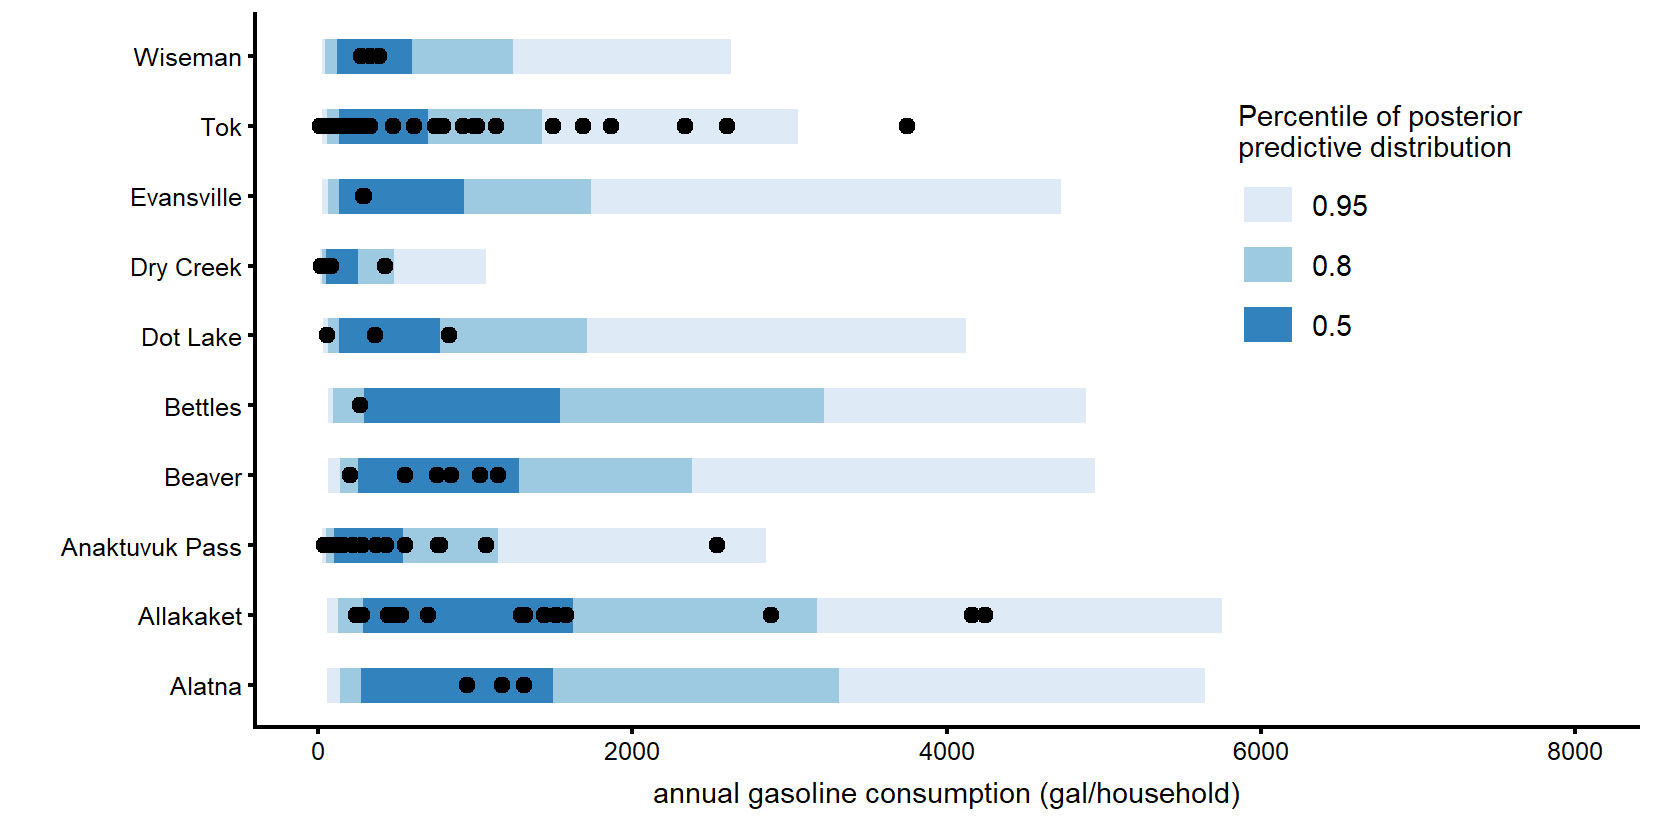 Wiseman
Tok
Evansville
Dry Creek
Dot Lake
Bettles
Beaver
Anaktuvuk Pass
Allakaket
Alatna
0 2000 4000 6000 8000
annual gasoline consumption (gal/household)
Percentile of posterior
predictive distribution
0.95
0.8
0.5